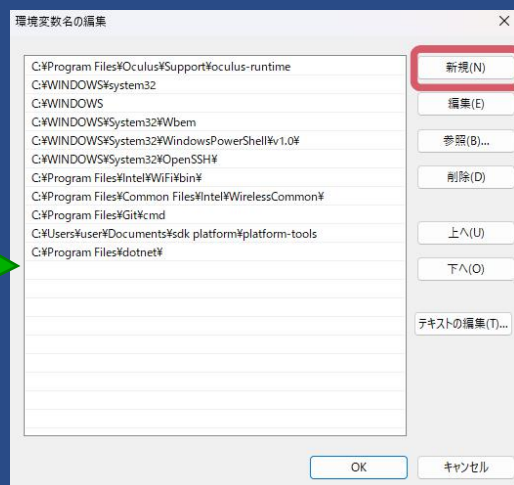 環境変数名の編集
C:¥Program Files¥Oculus¥Support¥oculus-runtime
C:¥WINDOWS¥system32
C:¥WINDOWS
C:¥WINDOWS¥System32¥Wbem
C:¥WINDOWS¥System32¥WindowsPowerShell¥v1.0¥
C:¥WINDOWS¥System32¥OpenSSH¥
C:¥Program Files¥Intel¥WiFi¥bin¥
C:¥Program Files¥Common Files¥Intel¥WirelessCommon¥
C:¥Program Files¥Git¥cmd
C:¥Users¥user¥Documents¥sdk platform¥platform-tools
C:¥Program Files¥dotnet¥
新規(N)
編集(E)
参照(B)...
削除(D)
上へ(U)
下へ(O)
テキストの編集(T)...
OK
キャンセル